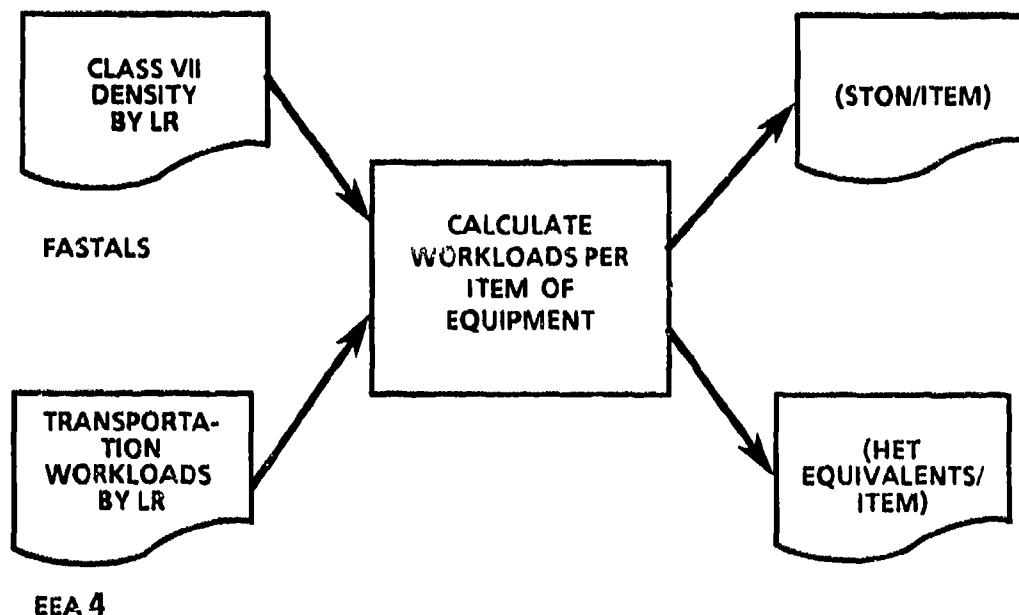 CLASS VII
DENSITY
BY LR
FASTALS
TRANSPORTA-
TION
WORKLOADS
BY LR
EEA 4
CALCULATE
WORKLOADS PER
ITEM OF
EQUIPMENT
(STON/ITEM)
(HET
EQUIVALENTS/
ITEM)